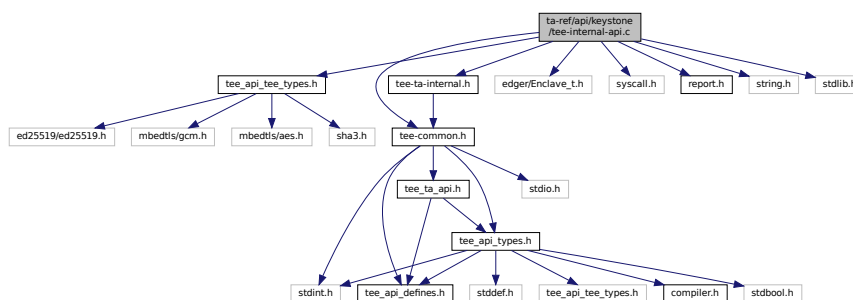 ta-ref/api/keystone
/tee-internal-api.c
tee_api_tee_types.h
tee-ta-internal.h
edger/Enclave_t.h
syscall.h
report.h
string.h
stdlib.h
ed25519/ed25519.h
mbedtls/gcm.h
mbedtls/aes.h
sha3.h
tee-common.h
tee_ta_api.h
stdio.h
tee_api_types.h
stdint.h
tee_api_defines.h
stddef.h
tee_api_tee_types.h
compiler.h
stdbool.h